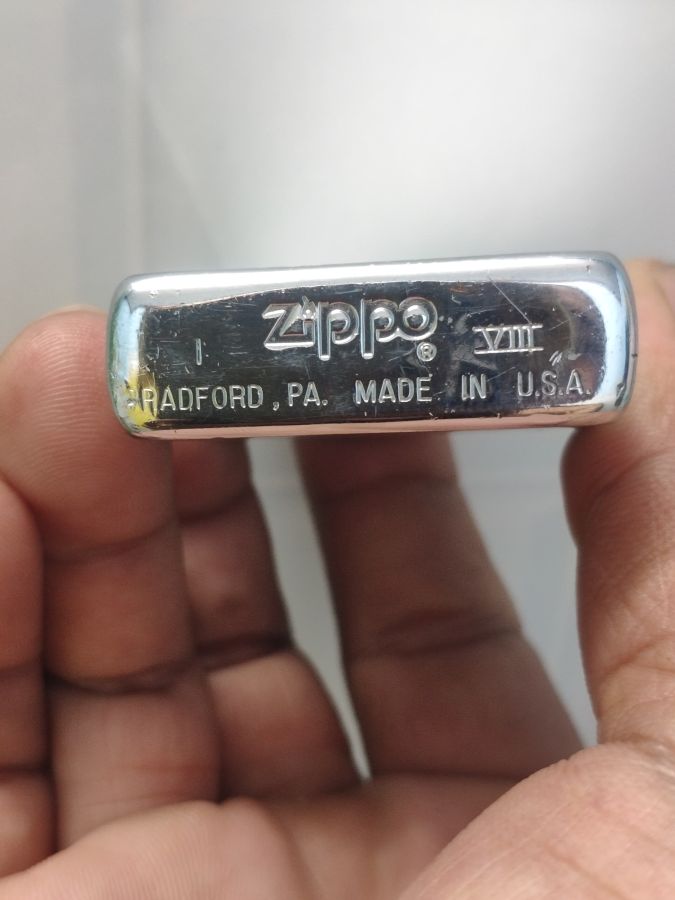 I Zippo ® VIII
BRADFORD, PA. MADE IN U.S.A.